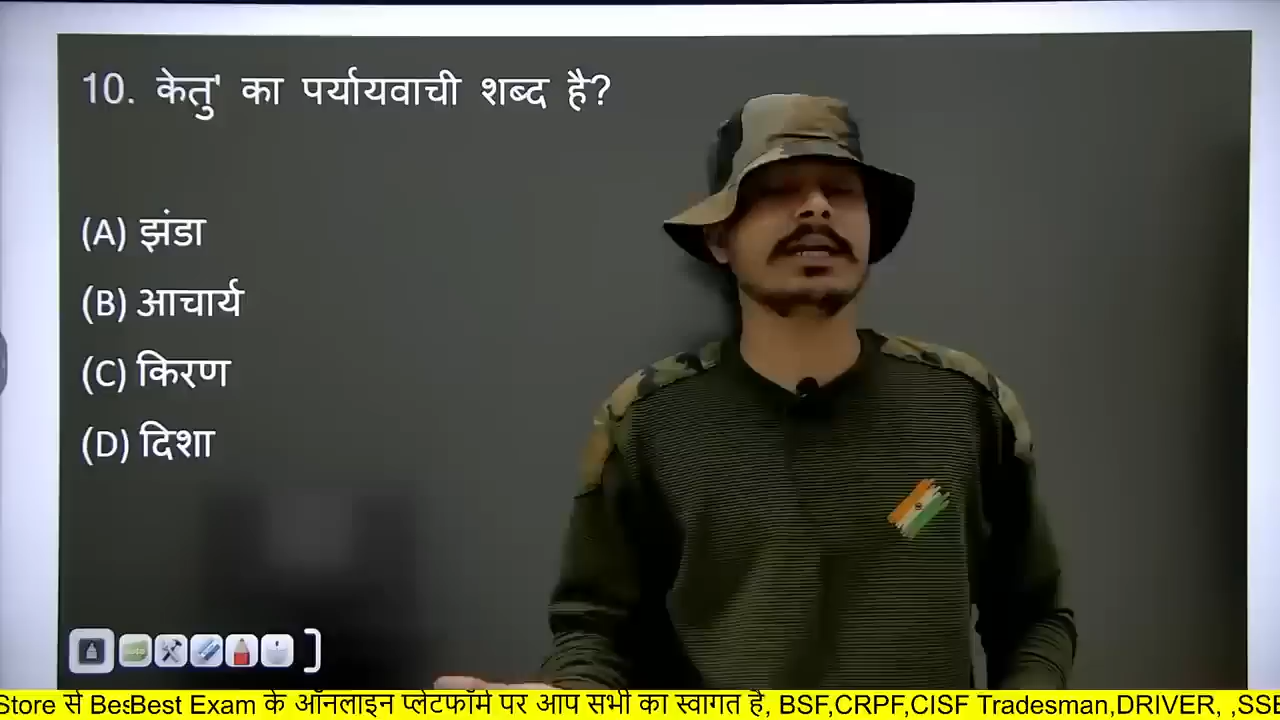 10. केतु' का पर्यायवाची शब्द है?
(A) झंडा
(B) आचार्य
(C) किरण
(D) दिशा
Store से BesBest Exam के ऑनलाइन प्लेटफॉर्म पर आप सभी का स्वागत है, BSF,CRPF,CISF Tradesman,DRIVER, ,SSB